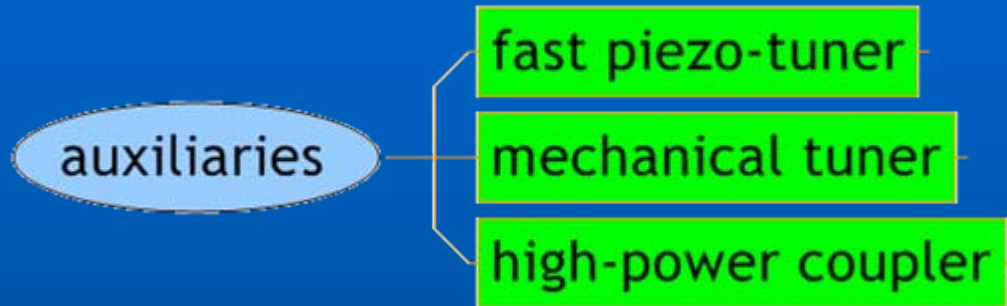 auxiliaries
fast piezo-tuner
mechanical tuner
high-power coupler